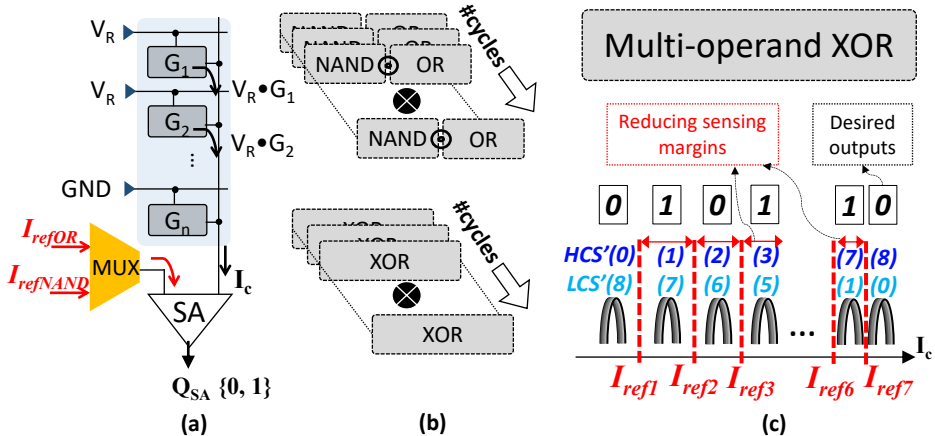 V_R
G_1
V_R•G_1
V_R
G_2
V_R•G_2
...
GND
G_n
I_refOR
I_refNAND
MUX
I_c
SA
Q_SA {0, 1}
(a)
#cycles
NAND OR
NAND OR
#cycles
XOR
XOR
XOR
XOR
(b)
Multi-operand XOR
Reducing sensing
margins
Desired
outputs
0 1 0 1 1 0
HCS'(0) (1) (2) (3) (7) (8)
LCS'(8) (7) (6) (5) (1) (0)
...
I_c
I_ref1 I_ref2 I_ref3 I_ref6 I_ref7
(c)